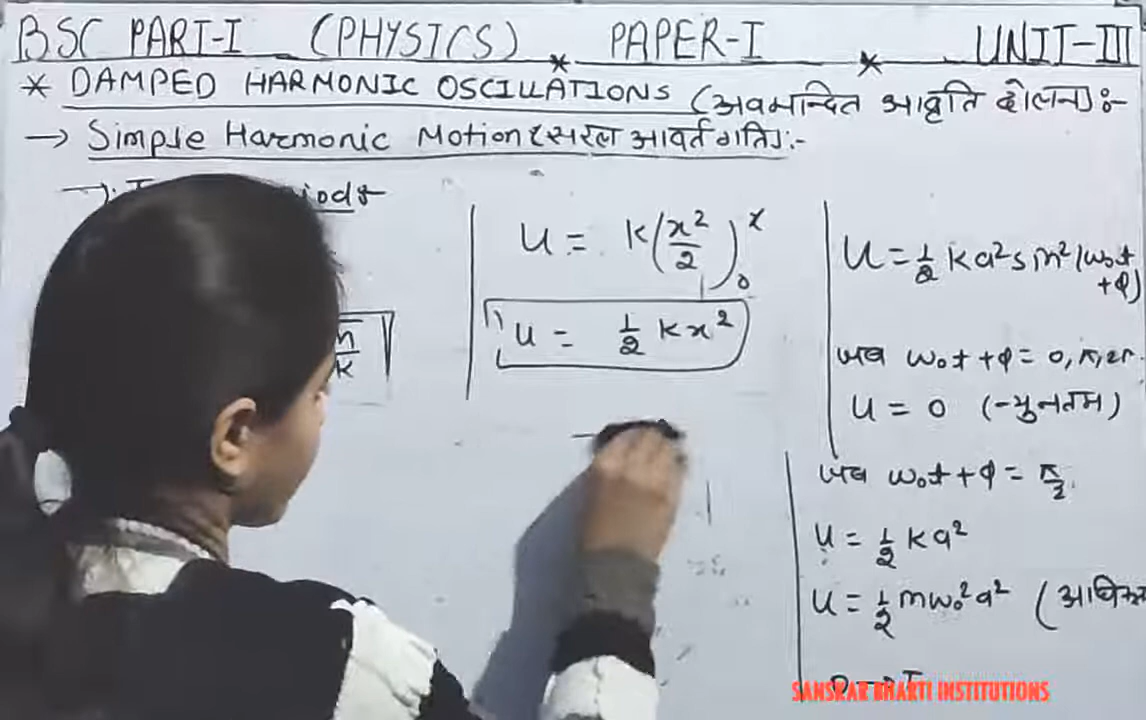 BSC PART-I (PHYSICS) * PAPER-I * UNIT-III
* DAMPED HARMONIC OSCILLATIONS (अवमन्दित आवृति दोलन):-
→ Simple Harmonic Motion (सरल आवर्त गति):-
U = K(x²/2)₀ˣ
U = 1/2 Kx²
m/K
U = 1/2 Ka² sin²(ω₀t + φ)
जब ω₀t + φ = 0, π, 2π
U = 0 (न्युनतम)
जब ω₀t + φ = π/2
U = 1/2 Ka²
U = 1/2 mω₀²a²
SANSKAR BHARTI INSTITUTIONS